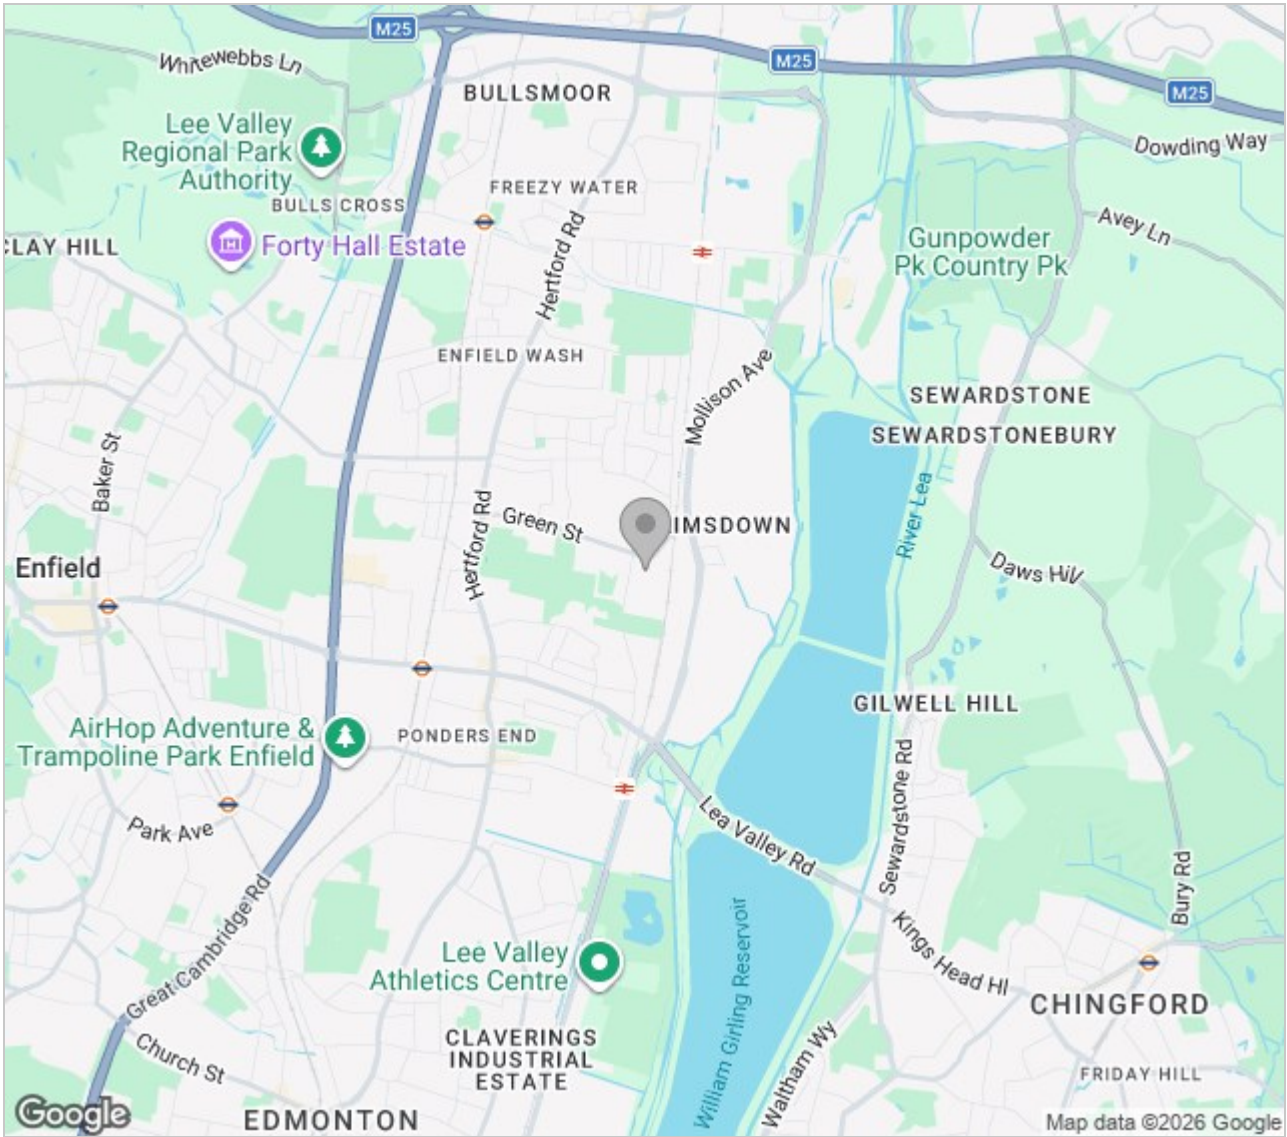 M25
Whitewebbs Ln
M25
BULLSMOOR
M25
Lee Valley
Regional Park
Authority
Dowding Way
FREEZY WATER
BULLS CROSS
CLAY HILL
Forty Hall Estate
Hertford Rd
Avey Ln
Gunpowder
Pk Country Pk
ENFIELD WASH
Mollison Ave
SEWARDSTONE
SEWARDSTONEBURY
Baker St
Hertford Rd
Green St
IMSDOWN
River Lea
Enfield
Daws Hill
GILWELL HILL
AirHop Adventure &
Trampoline Park Enfield
PONDERS END
Sewardstone Rd
Park Ave
Lea Valley Rd
Bury Rd
Great Cambridge Rd
Kings Head Hl
William Girling Reservoir
Lee Valley
Athletics Centre
CHINGFORD
CLAVERINGS
INDUSTRIAL
ESTATE
Church St
Waltham Wy
FRIDAY HILL
EDMONTON
Google
Map data ©2026 Google